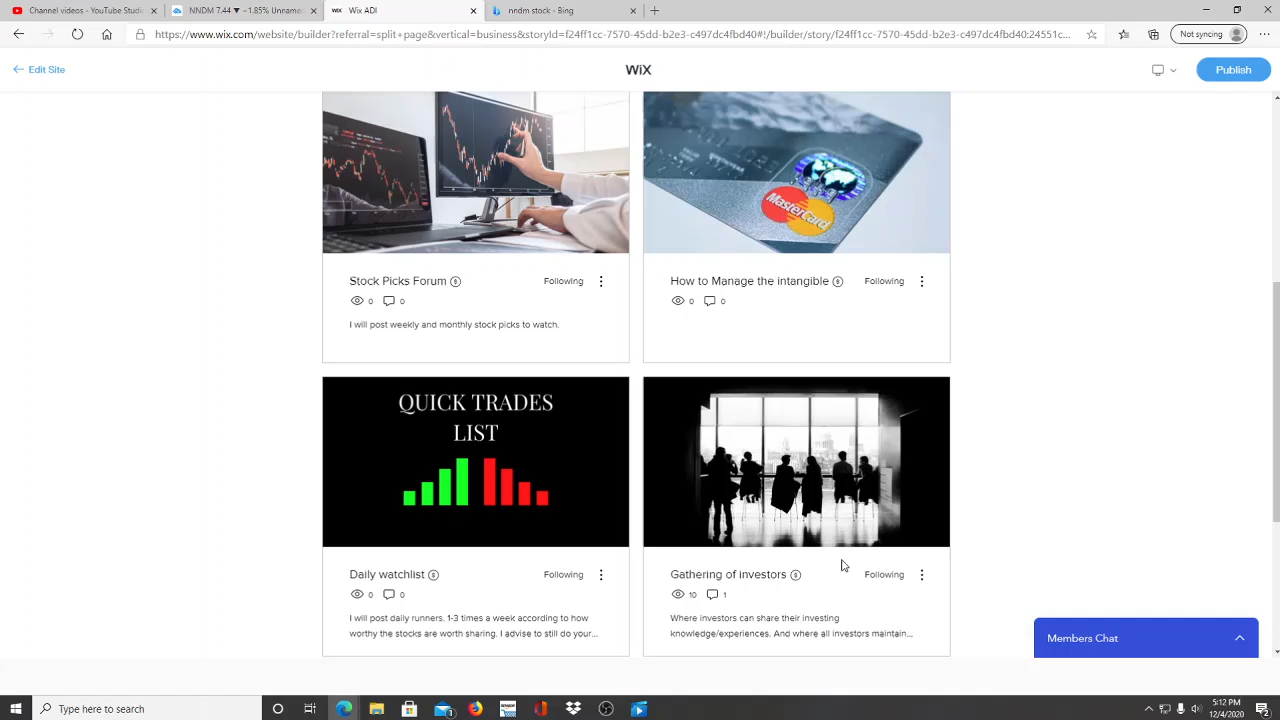 Channel videos - YouTube Studio
NNDM 7.44 ▼ −1.85% Unnamed
Wix ADI
nndm stock - Bing
https://www.wix.com/website/builder?referral=split+page&vertical=business&storyId=f24ff1cc-7570-45dd-b2e3-c497dc4fbd40#!/builder/story/f24ff1cc-7570-45dd-b2e3-c497dc4fbd40:24551c...
Not syncing
Edit Site
WiX
Publish
MasterCard
Stock Picks Forum
Following
0 0
I will post weekly and monthly stock picks to watch.
How to Manage the intangible
Following
0 0
QUICK TRADES
LIST
Daily watchlist
Following
0 0
I will post daily runners. 1-3 times a week according to how
worthy the stocks are worth sharing. I advise to still do your...
Gathering of investors
Following
10 1
Where investors can share their investing
knowledge/experiences. And where all investors maintain...
Members Chat
Type here to search
amazon
1
5:12 PM
12/4/2020
2